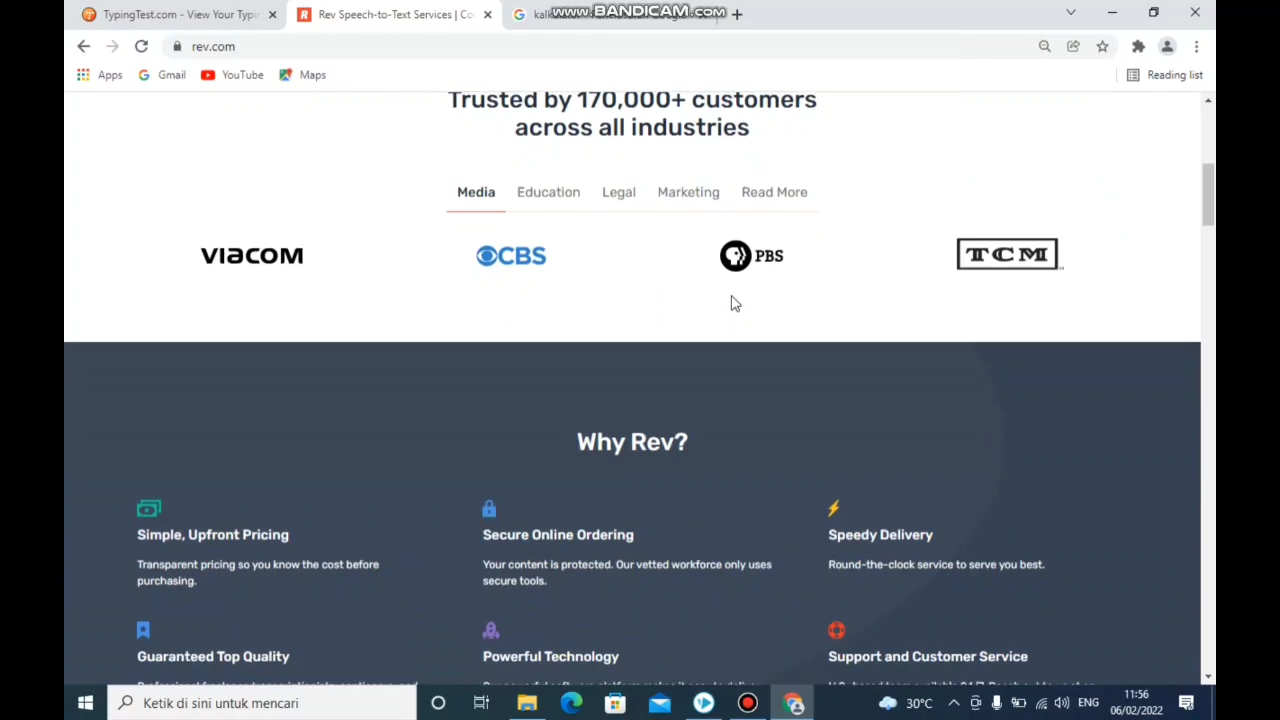 www.BANDICAM.com
TypingTest.com - View Your Typi
Rev Speech-to-Text Services | Co
rev.com
Apps
Gmail
YouTube
Maps
Reading list
Trusted by 170,000+ customers
across all industries
Media
Education
Legal
Marketing
Read More
VIACOM
CBS
PBS
TCM
Why Rev?
Simple, Upfront Pricing
Transparent pricing so you know the cost before
purchasing.
Secure Online Ordering
Your content is protected. Our vetted workforce only uses
secure tools.
Speedy Delivery
Round-the-clock service to serve you best.
Guaranteed Top Quality
Powerful Technology
Support and Customer Service
Ketik di sini untuk mencari
30°C
ENG
11:56
06/02/2022